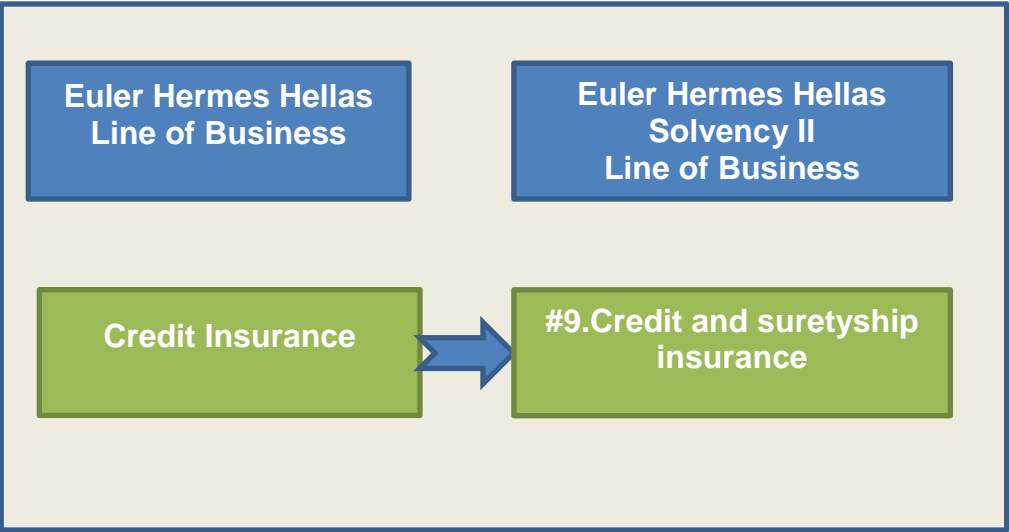 Euler Hermes Hellas
Line of Business
Euler Hermes Hellas
Solvency II
Line of Business
Credit Insurance
#9.Credit and suretyship
insurance